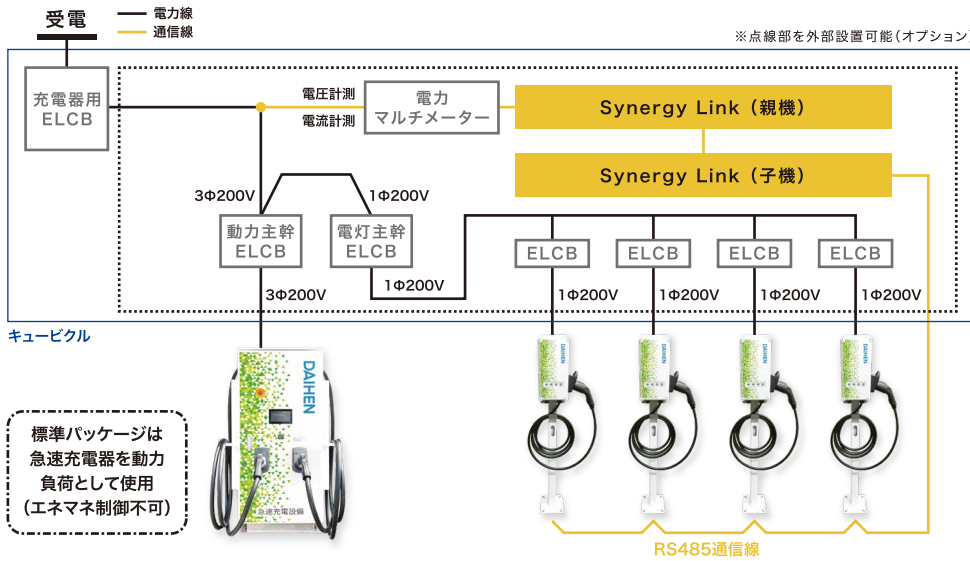 受電
電力線
通信線
※点線部を外部設置可能（オプション）
充電器用
ELCB
電圧計測
電流計測
電力
マルチメーター
Synergy Link（親機）
Synergy Link（子機）
3Φ200V
1Φ200V
動力主幹
ELCB
電灯主幹
ELCB
ELCB
ELCB
ELCB
ELCB
3Φ200V
1Φ200V
1Φ200V
1Φ200V
1Φ200V
1Φ200V
キュービクル
DAIHEN
DAIHEN
DAIHEN
DAIHEN
DAIHEN
標準パッケージは
急速充電器を動力
負荷として使用
（エネマネ制御不可）
急速充電設備
RS485通信線